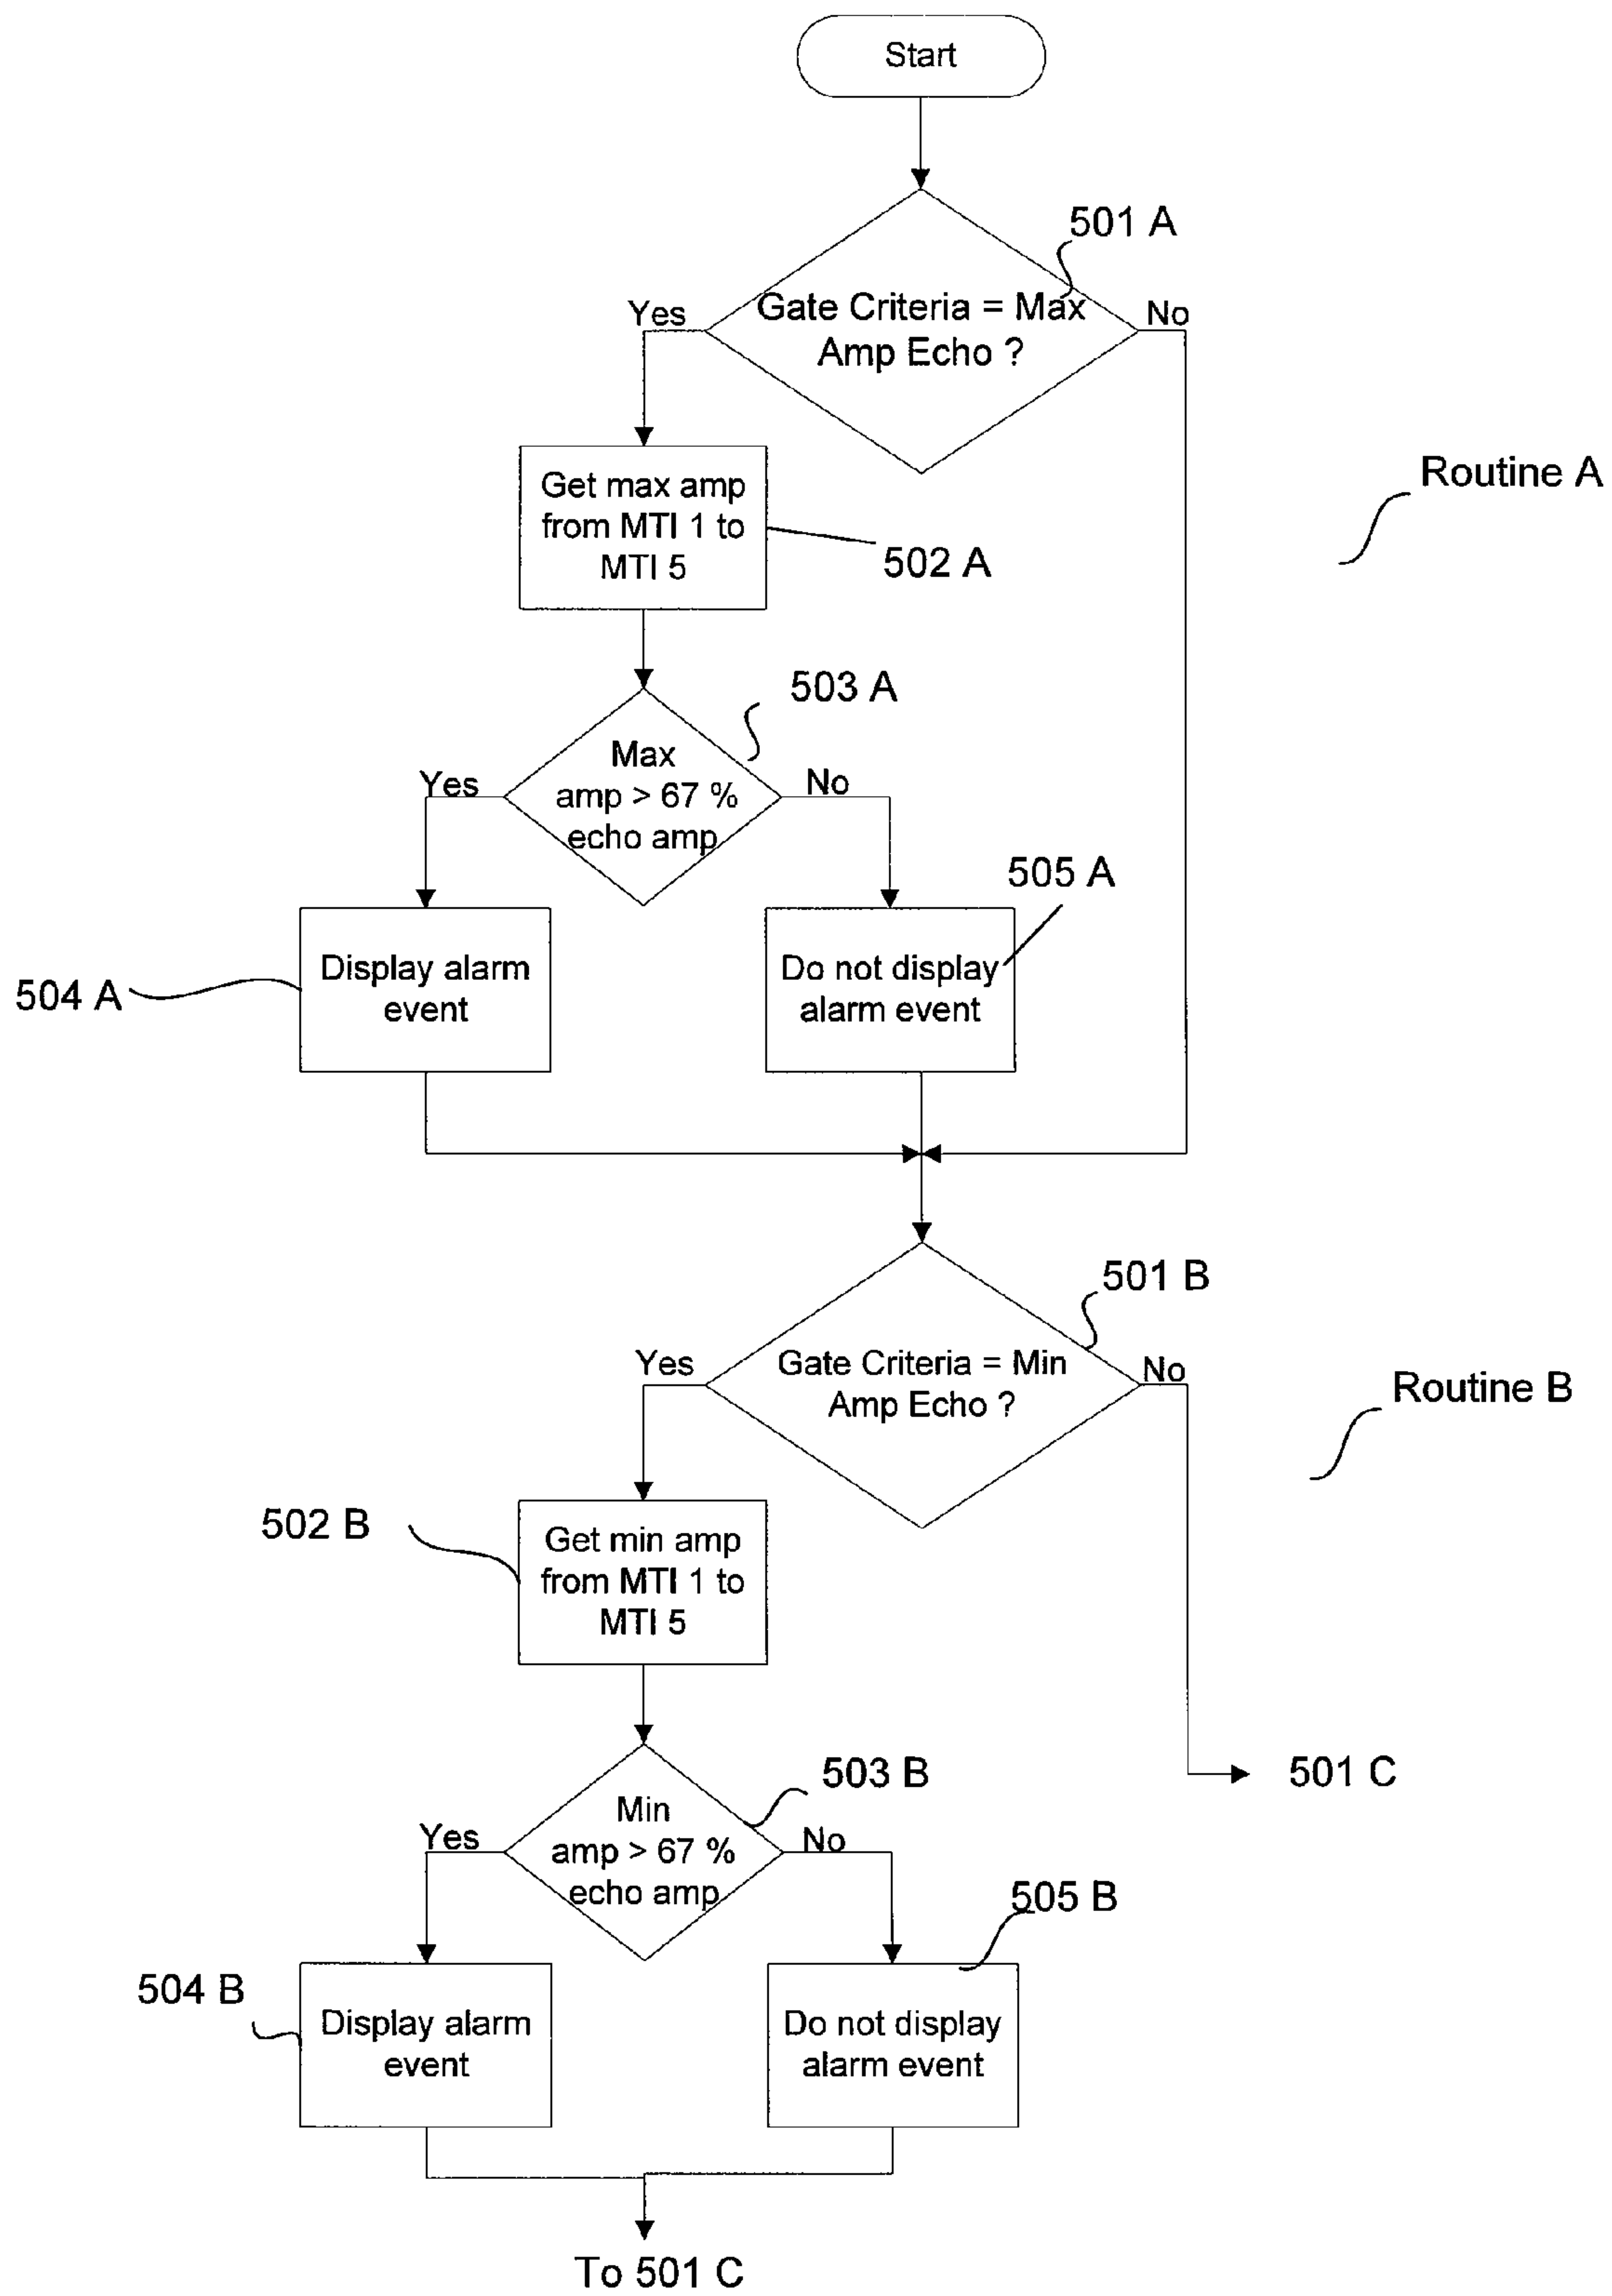 Start
501 A
Gate Criteria = Max
Amp Echo ?
Yes
No
Routine A
Get max amp
from MTI 1 to
MTI 5
502 A
503 A
Max
amp > 67 %
echo amp
Yes
No
505 A
504 A
Display alarm
event
Do not display
alarm event
501 B
Gate Criteria = Min
Amp Echo ?
Yes
No
Routine B
502 B
Get min amp
from MTI 1 to
MTI 5
501 C
503 B
Min
amp > 67 %
echo amp
Yes
No
505 B
504 B
Display alarm
event
Do not display
alarm event
To 501 C